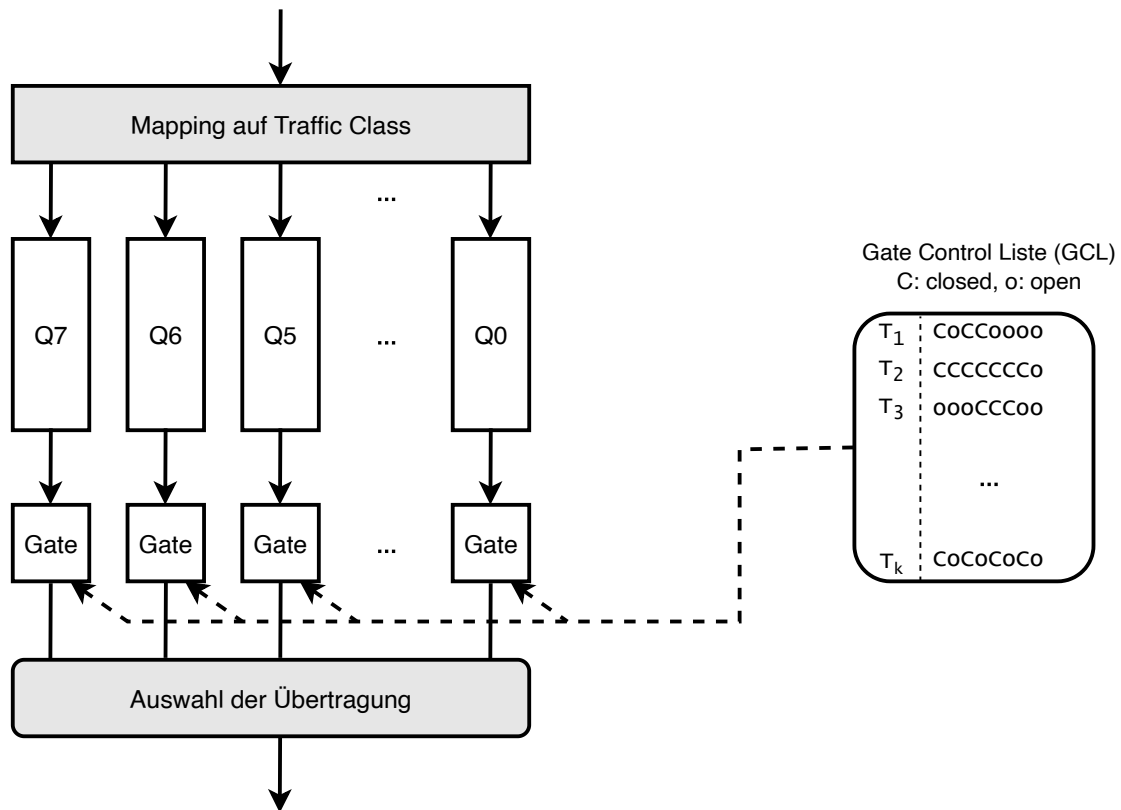 Mapping auf Traffic Class
...
Q7 Q6 Q5 ... Q0
Gate Gate Gate ... Gate
Auswahl der Übertragung
Gate Control Liste (GCL)
C: closed, o: open
T1 CoCCoooo
T2 CCCCCCCo
T3 oooCCCoo
...
Tk CoCoCoCo